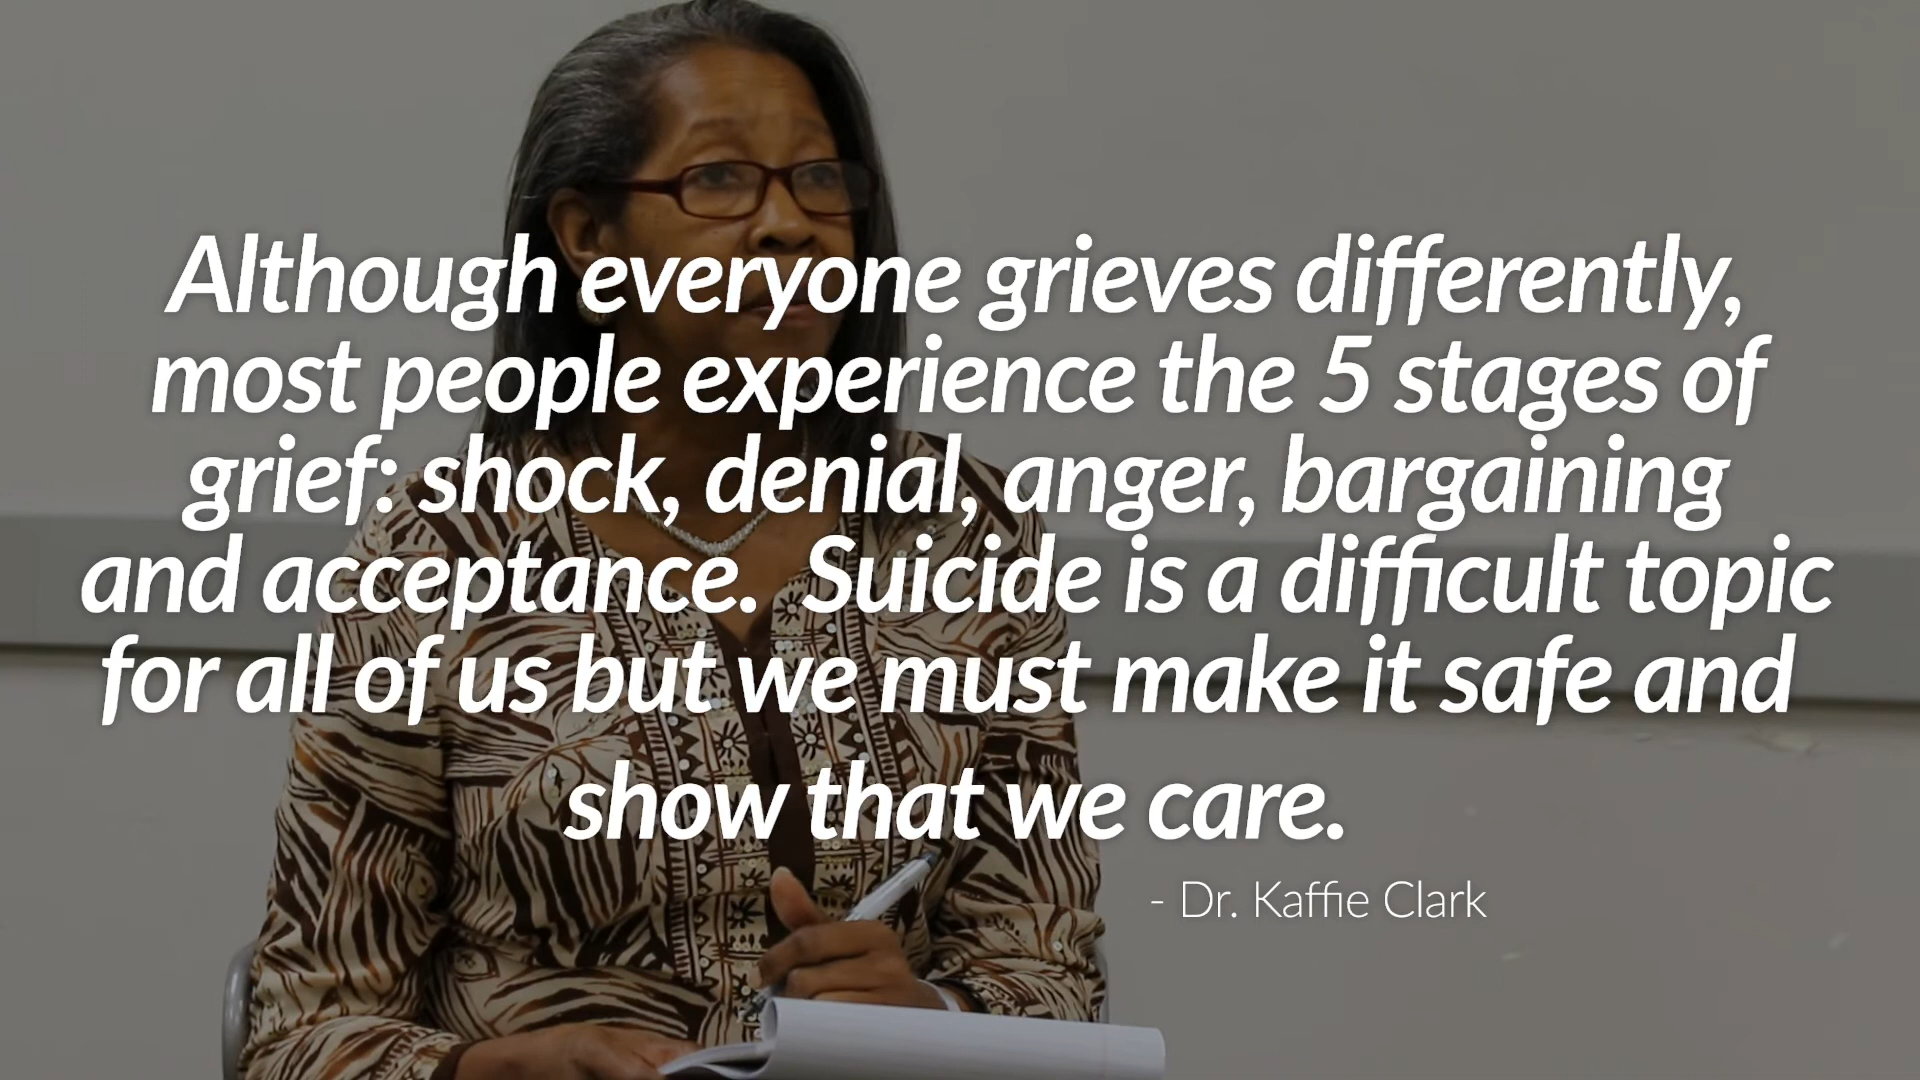 Although everyone grieves differently,
most people experience the 5 stages of
grief: shock, denial, anger, bargaining
and acceptance.  Suicide is a difficult topic
for all of us but we must make it safe and
show that we care.
- Dr. Kaffie Clark